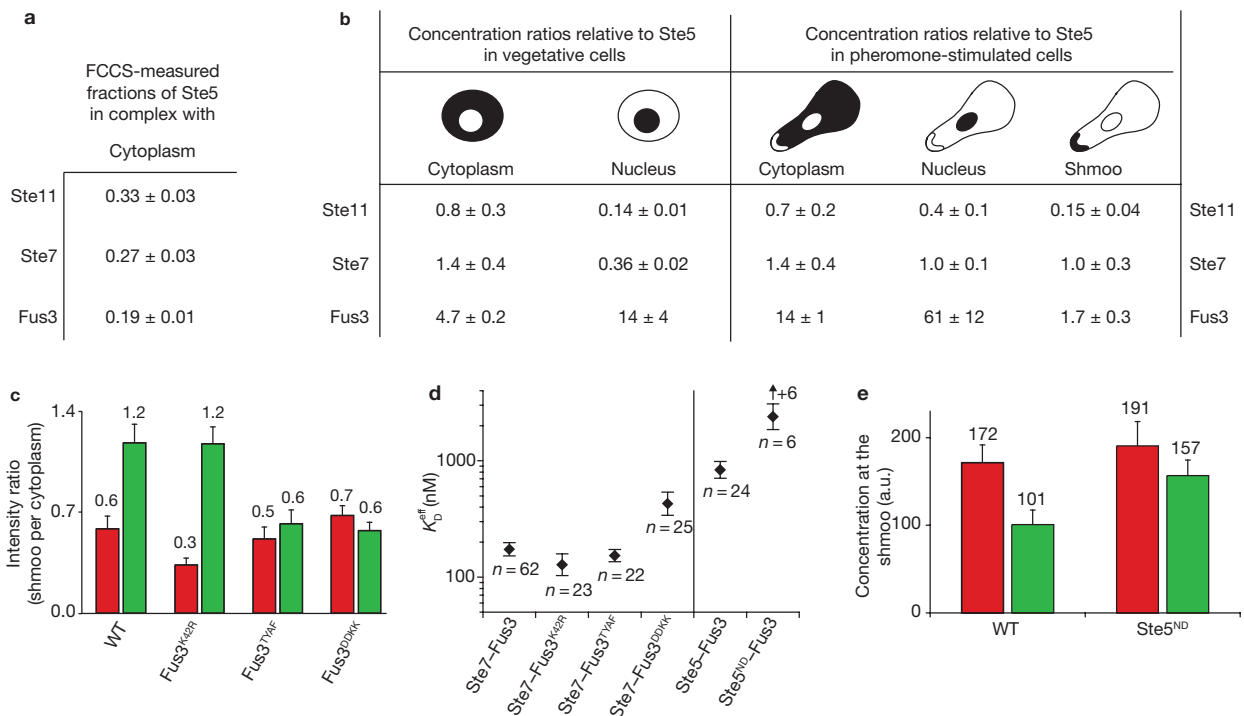 a
FCCS-measured
fractions of Ste5
in complex with
Cytoplasm
Ste11 0.33 ± 0.03
Ste7 0.27 ± 0.03
Fus3 0.19 ± 0.01
b
Concentration ratios relative to Ste5
in vegetative cells
Concentration ratios relative to Ste5
in pheromone-stimulated cells
Cytoplasm Nucleus Cytoplasm Nucleus Shmoo
Ste11 0.8 ± 0.3 0.14 ± 0.01 0.7 ± 0.2 0.4 ± 0.1 0.15 ± 0.04 Ste11
Ste7 1.4 ± 0.4 0.36 ± 0.02 1.4 ± 0.4 1.0 ± 0.1 1.0 ± 0.3 Ste7
Fus3 4.7 ± 0.2 14 ± 4 14 ± 1 61 ± 12 1.7 ± 0.3 Fus3
c
Intensity ratio
(shmoo per cytoplasm)
1.4
0.7
0.0
0.6 1.2
0.3 1.2
0.5 0.6
0.7 0.6
WT
Fus3K42R
Fus3TYAF
Fus3DDKK
d
KDeff (nM)
1000
100
n = 62
n = 23
n = 22
n = 25
n = 24
+6
n = 6
Ste7–Fus3
Ste7–Fus3K42R
Ste7–Fus3TYAF
Ste7–Fus3DDKK
Ste5–Fus3
Ste5ND–Fus3
e
Concentration at the
shmoo (a.u.)
200
100
0
172 101
191 157
WT Ste5ND